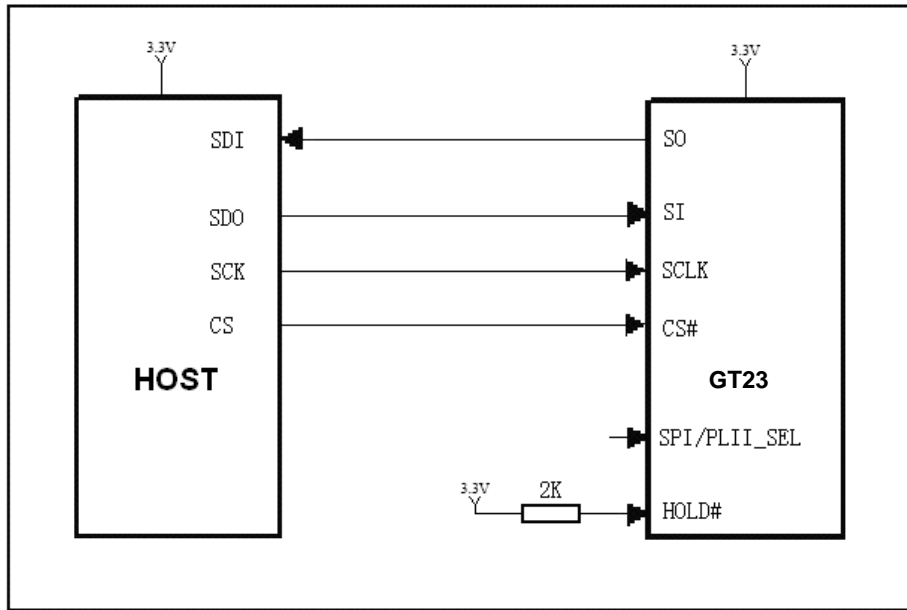 3.3V
3.3V
SDI
SO
SDO
SI
SCK
SCLK
CS
CS#
HOST
GT23
SPI/PLII_SEL
3.3V
2K
HOLD#